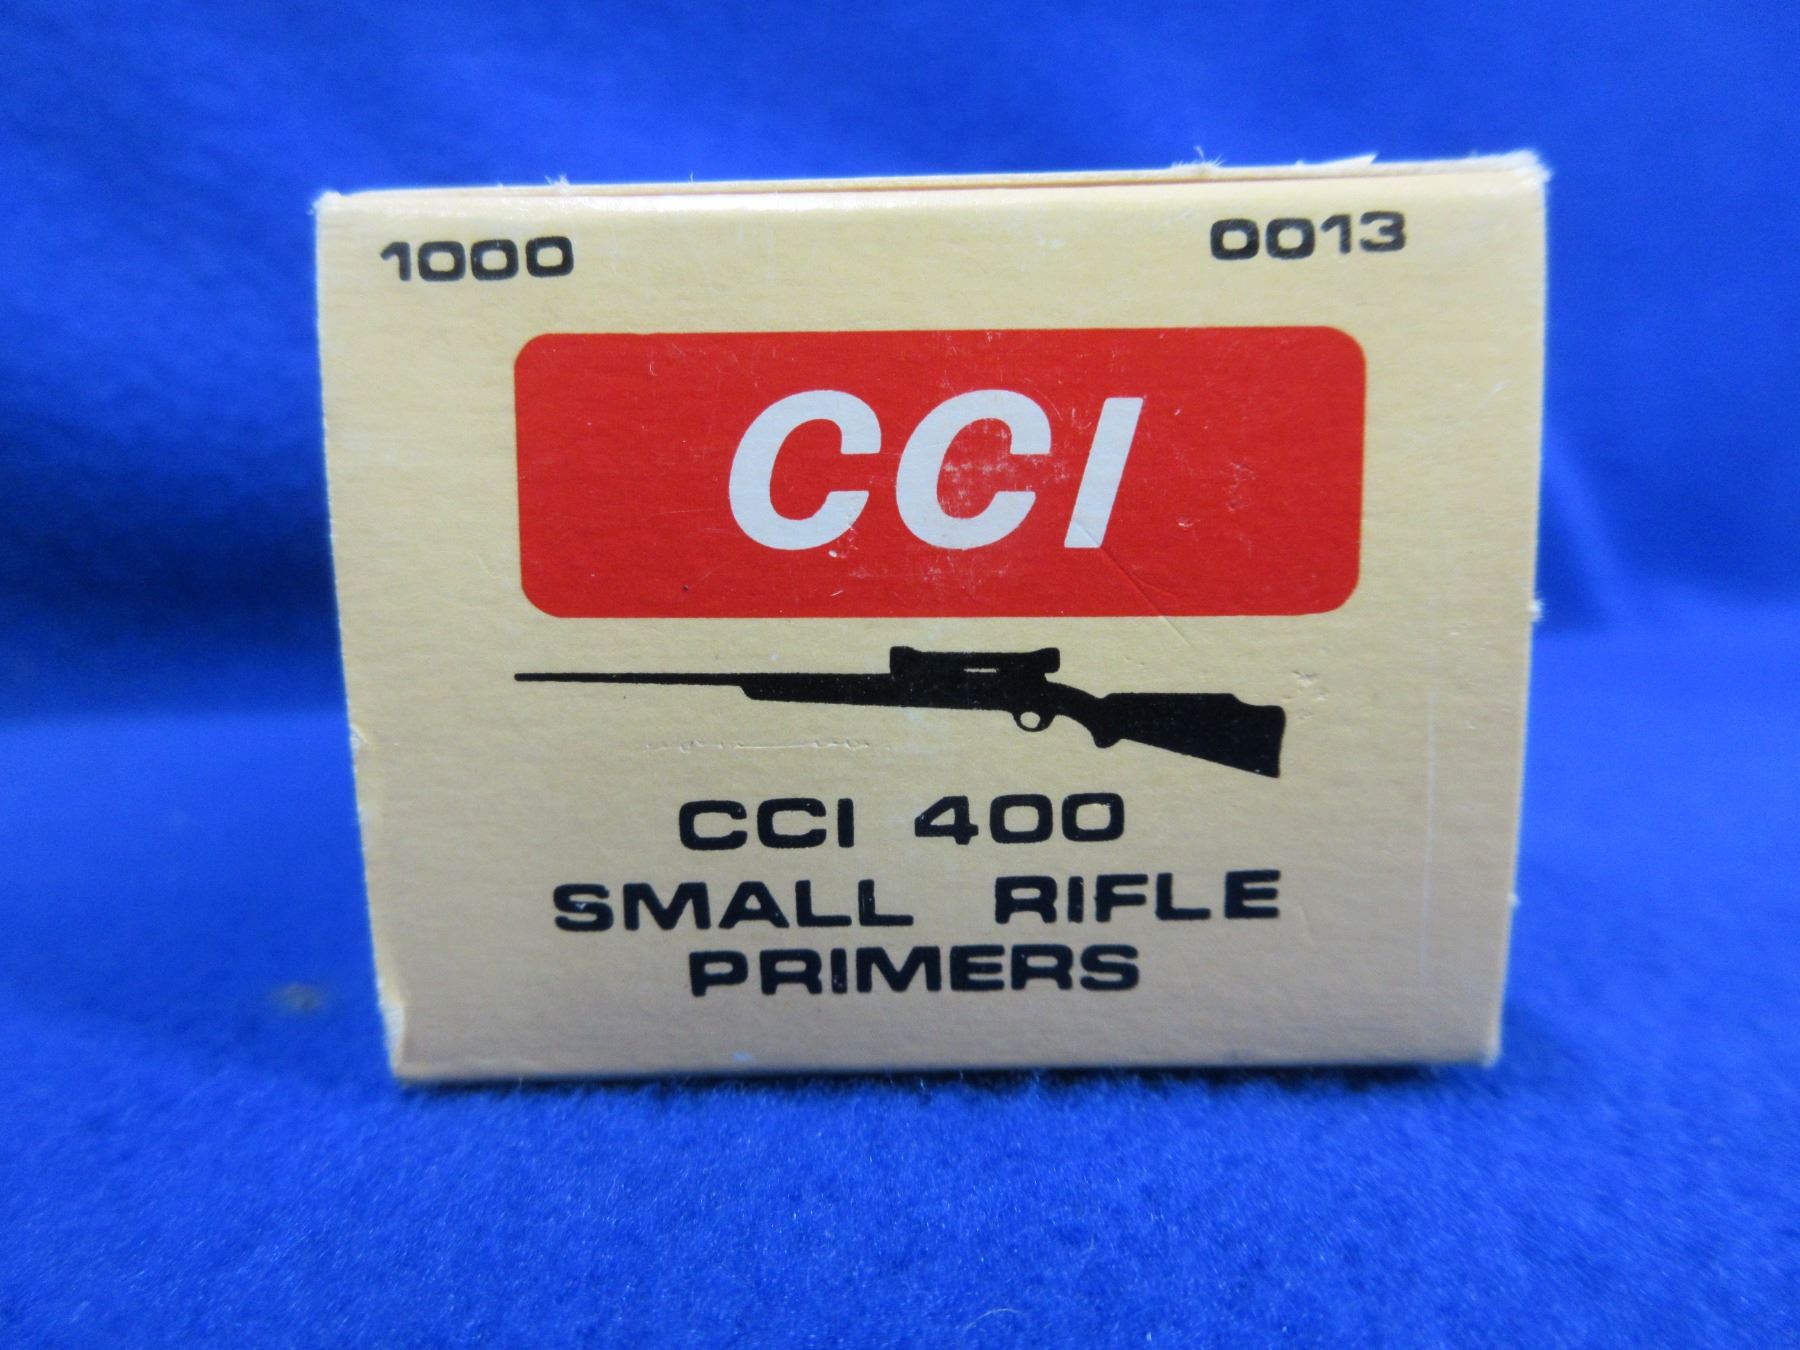 1000 0013
CCI
CCI 400
SMALL RIFLE
PRIMERS